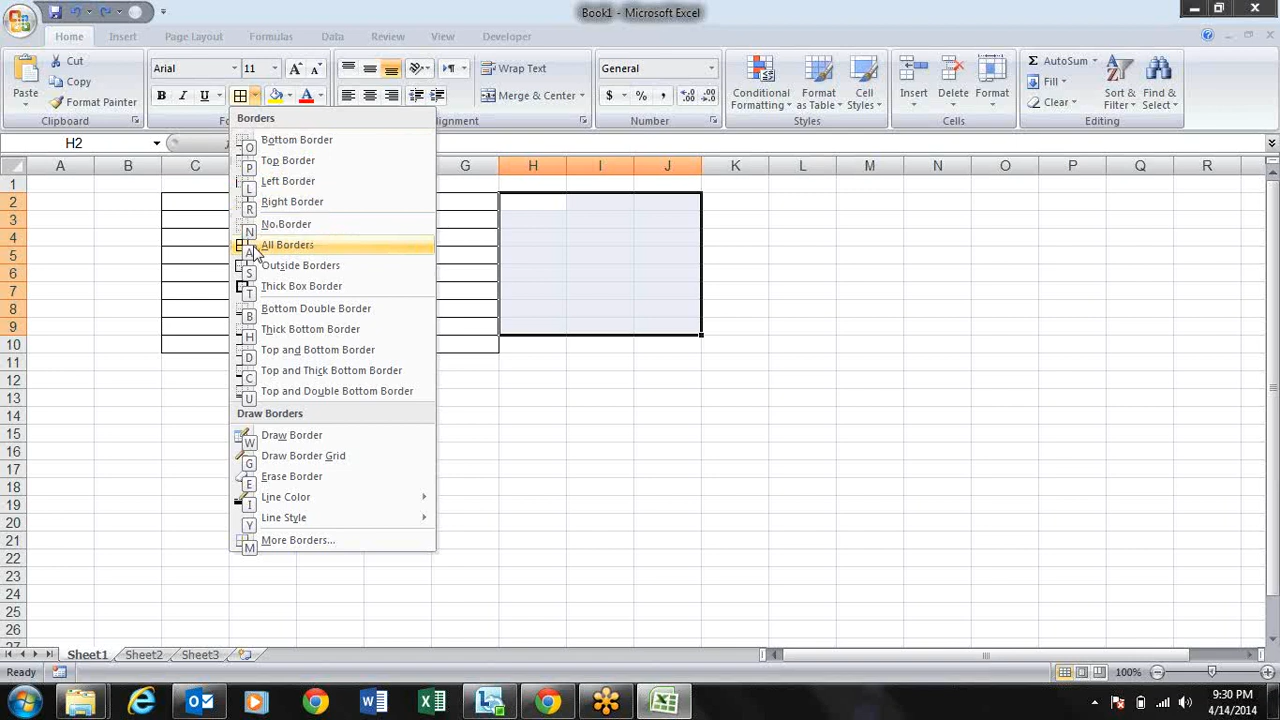 Book1 - Microsoft Excel
Home Insert Page Layout Formulas Data Review View Developer
Cut
Copy
Format Painter
Paste
Clipboard
Arial 11
B I U
Wrap Text
Merge & Center
Alignment
General
$ % ,
Number
Conditional Formatting
Format as Table
Cell Styles
Styles
Insert Delete Format
Cells
Σ AutoSum
Fill
Clear
Sort & Filter
Find & Select
Editing
H2
A B C G H I J K L M N O P Q R
1
2
3
4
5
6
7
8
9
10
11
12
13
14
15
16
17
18
19
20
21
22
23
24
25
26
27
Borders
O Bottom Border
P Top Border
L Left Border
R Right Border
N No Border
A All Borders
S Outside Borders
T Thick Box Border
B Bottom Double Border
H Thick Bottom Border
D Top and Bottom Border
C Top and Thick Bottom Border
U Top and Double Bottom Border
Draw Borders
W Draw Border
G Draw Border Grid
E Erase Border
I Line Color
Y Line Style
M More Borders...
Sheet1 Sheet2 Sheet3
Ready
100%
9:30 PM
4/14/2014